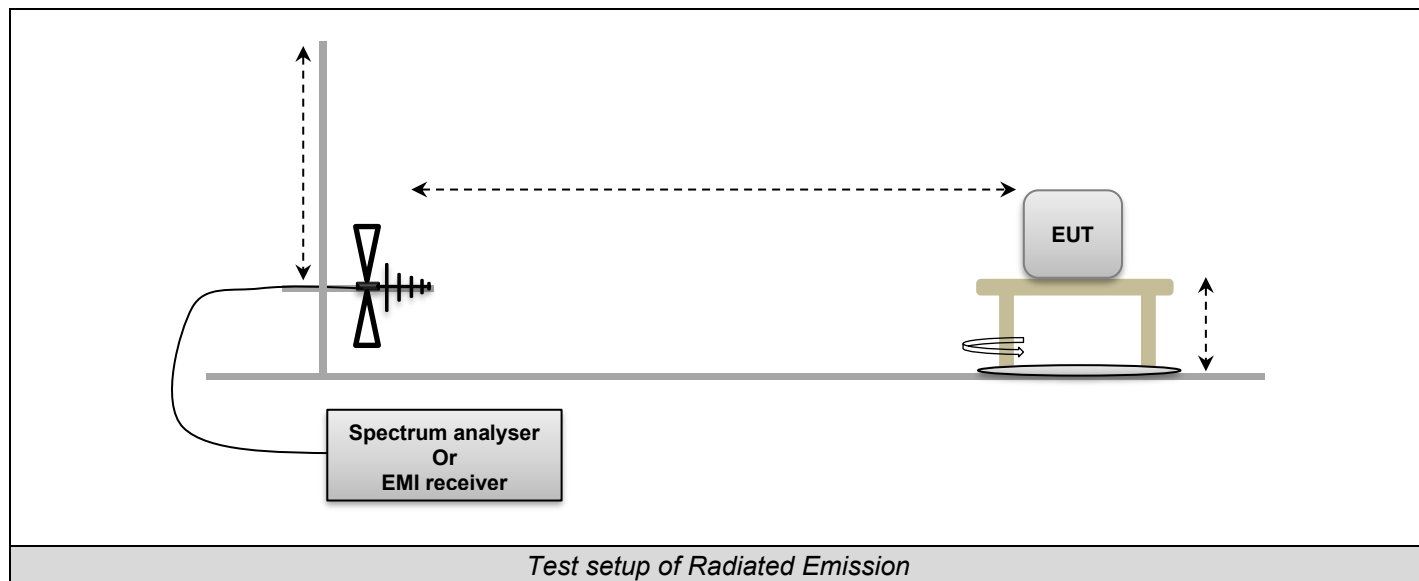 EUT
Spectrum analyser
Or
EMI receiver
Test setup of Radiated Emission